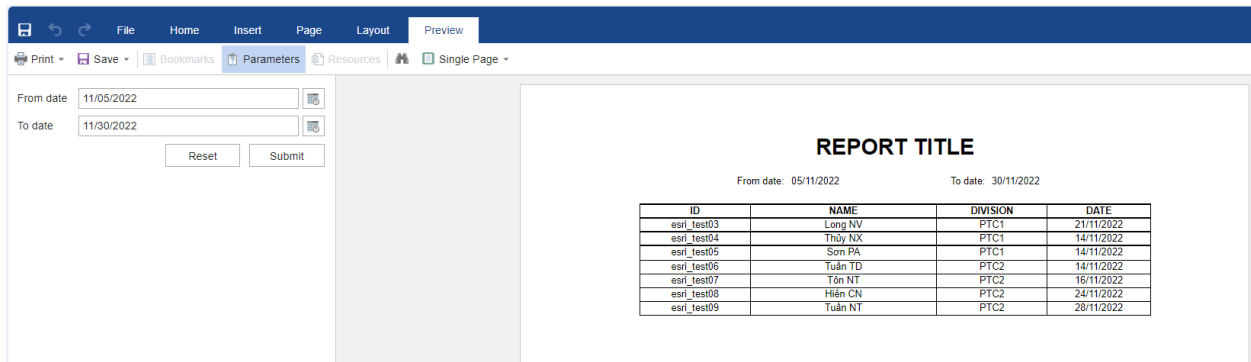 File Home Insert Page Layout Preview
Print Save Bookmarks Parameters Resources Single Page
From date 11/05/2022
To date 11/30/2022
Reset Submit
REPORT TITLE
From date: 05/11/2022 To date: 30/11/2022
ID NAME DIVISION DATE
esri_test03 Long NV PTC1 21/11/2022
esri_test04 Thủy NX PTC1 14/11/2022
esri_test05 Sơn PA PTC1 14/11/2022
esri_test06 Tuấn TD PTC2 14/11/2022
esri_test07 Tôn NT PTC2 16/11/2022
esri_test08 Hiên CN PTC2 24/11/2022
esri_test09 Tuấn NT PTC2 28/11/2022